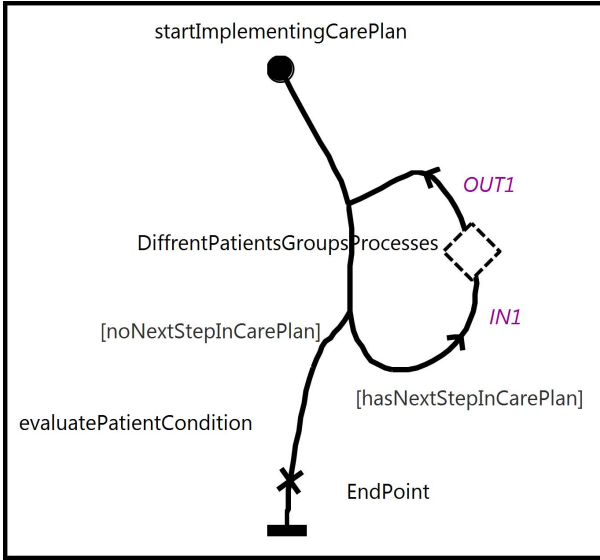 startImplementingCarePlan
OUT1
DiffrentPatientsGroupsProcesses
IN1
[noNextStepInCarePlan]
[hasNextStepInCarePlan]
evaluatePatientCondition
EndPoint